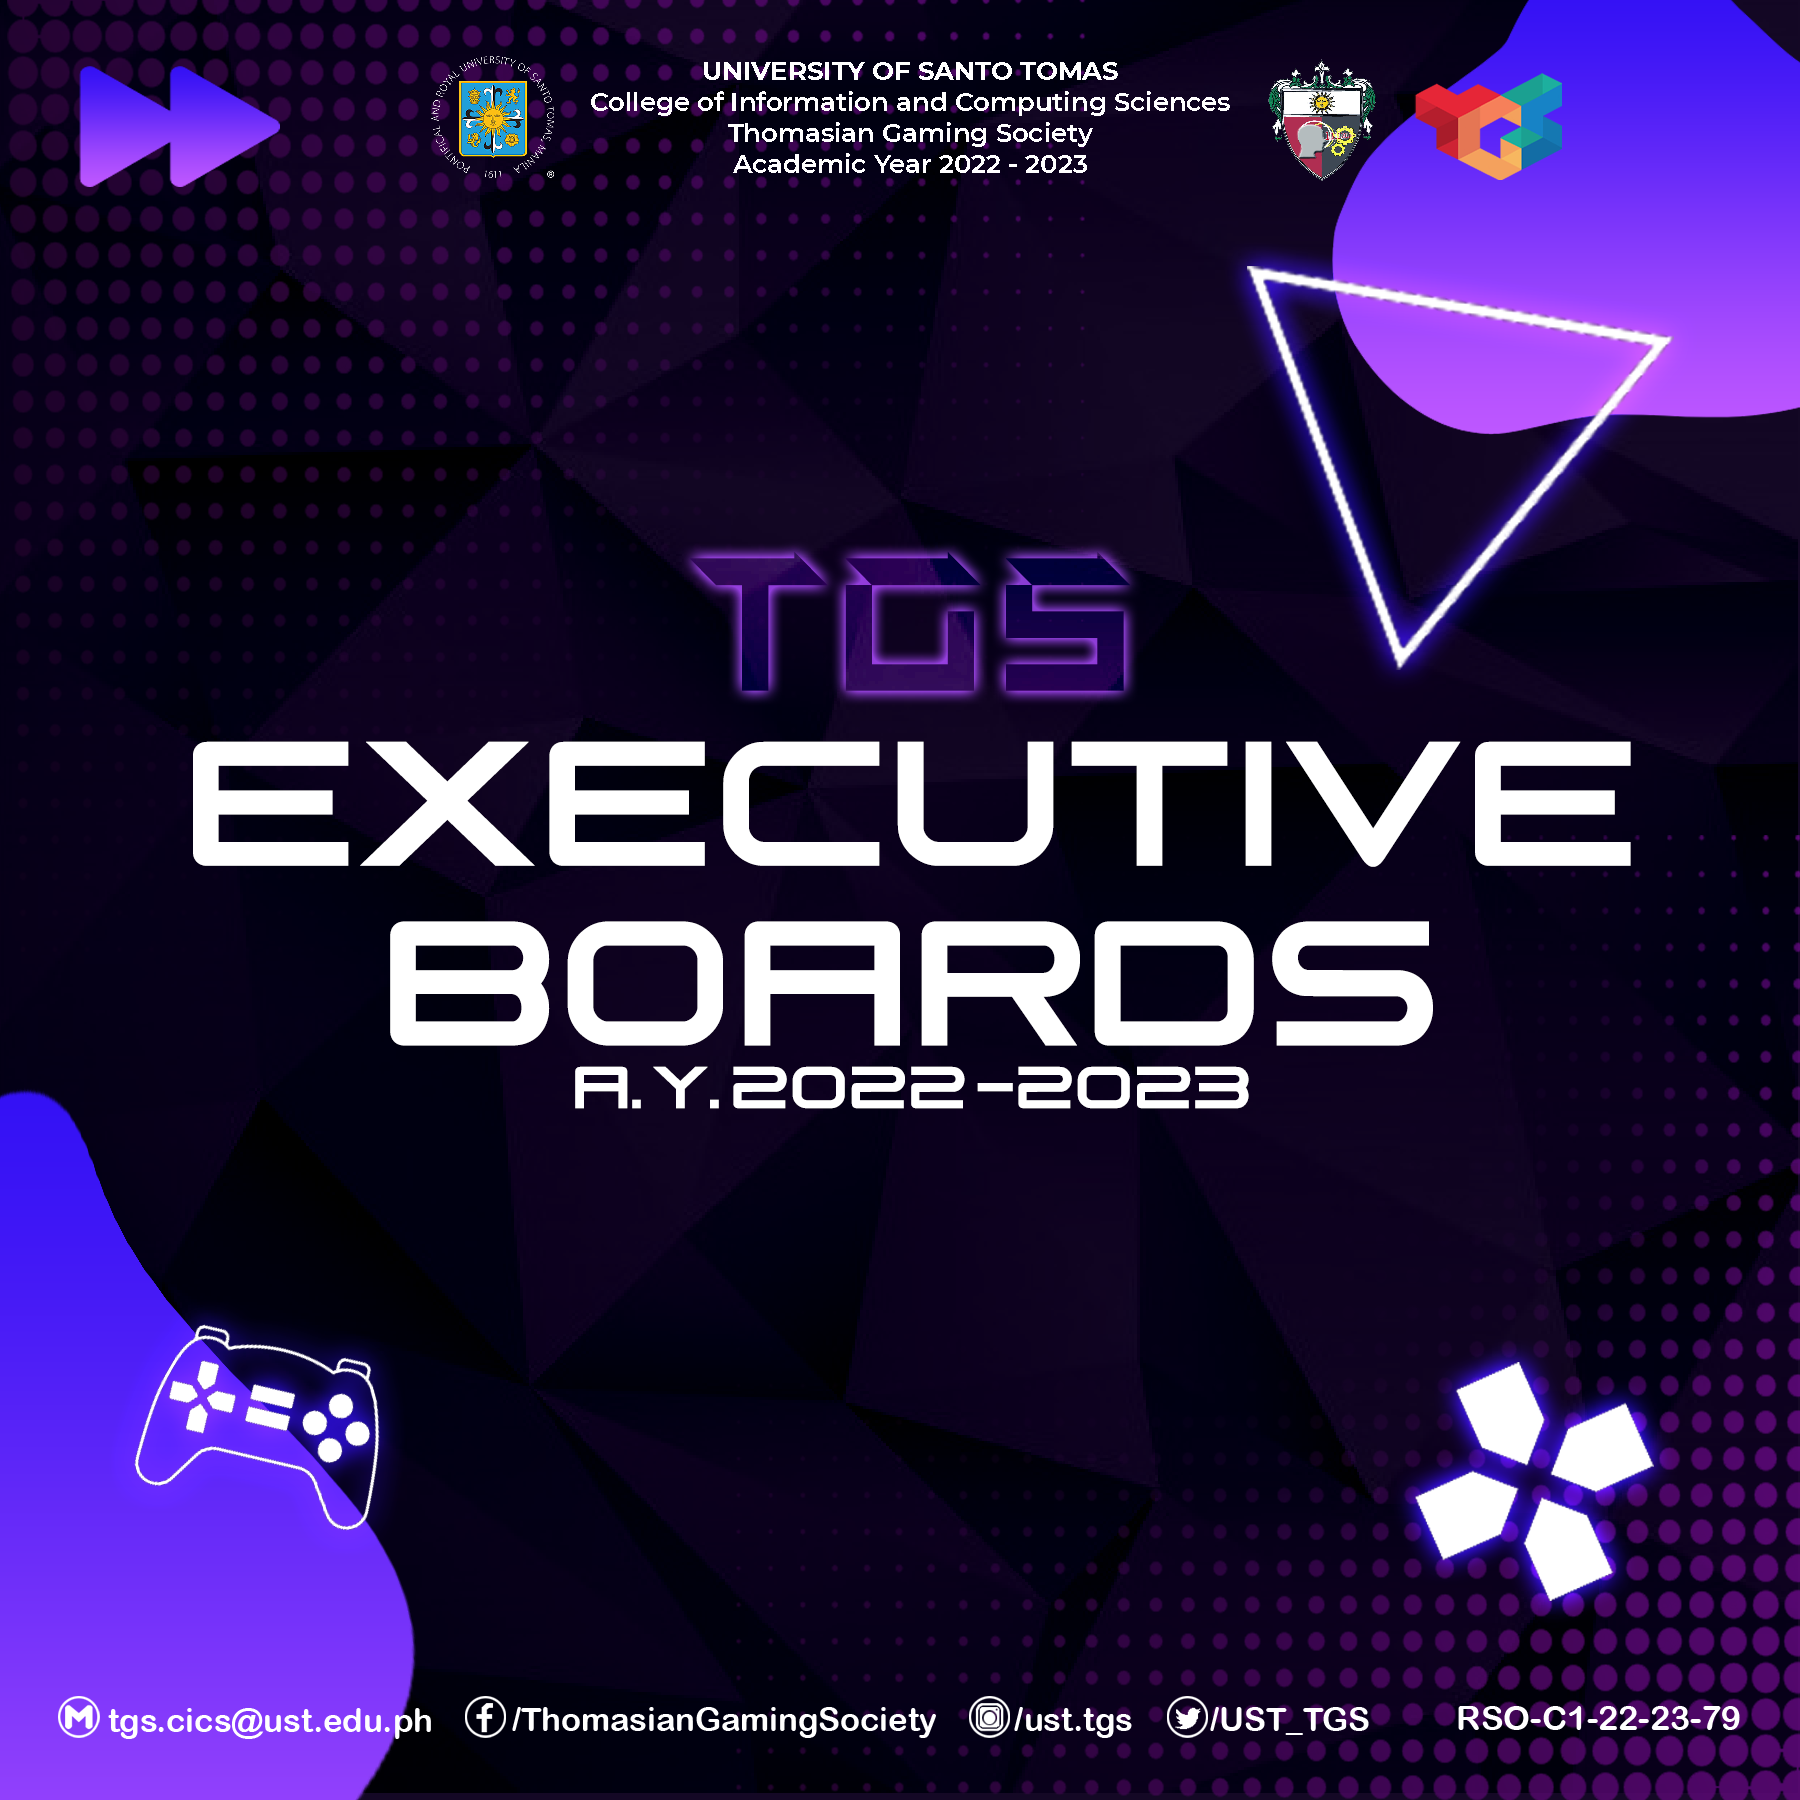 UNIVERSITY OF SANTO TOMAS
College of Information and Computing Sciences
Thomasian Gaming Society
Academic Year 2022 - 2023
PONTIFICAL AND ROYAL UNIVERSITY OF SANTO TOMAS, MANILA
1611
®
TGS
EXECUTIVE
BOARDS
A.Y.2022-2023
tgs.cics@ust.edu.ph
/ThomasianGamingSociety
/ust.tgs
/UST_TGS
RSO-C1-22-23-79